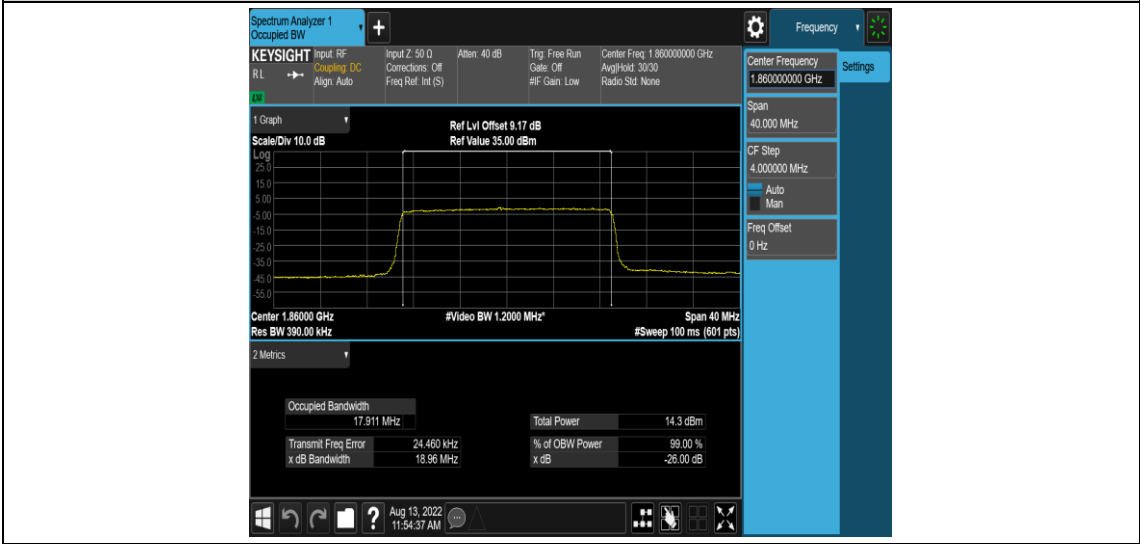 Spectrum Analyzer 1
Occupied BW
+
Frequency
KEYSIGHT Input: RF
Coupling: DC
Align: Auto
RL
LXI
Input Z: 50 Ω
Corrections: Off
Freq Ref: Int (S)
Atten: 40 dB
Trig: Free Run
Gate: Off
#IF Gain: Low
Center Freq: 1.860000000 GHz
Avg|Hold: 30/30
Radio Std: None
Center Frequency
1.860000000 GHz
Settings
Span
40.000 MHz
CF Step
4.000000 MHz
Auto
Man
Freq Offset
0 Hz
1 Graph
Ref Lvl Offset 9.17 dB
Scale/Div 10.0 dB
Ref Value 35.00 dBm
Log
25.0
15.0
5.00
-5.00
-15.0
-25.0
-35.0
-45.0
-55.0
Center 1.86000 GHz
#Video BW 1.2000 MHz*
Span 40 MHz
Res BW 390.00 kHz
#Sweep 100 ms (601 pts)
2 Metrics
Occupied Bandwidth
17.911 MHz
Total Power 14.3 dBm
Transmit Freq Error 24.460 kHz
% of OBW Power 99.00 %
x dB Bandwidth 18.96 MHz
x dB -26.00 dB
?
Aug 13, 2022
11:54:37 AM